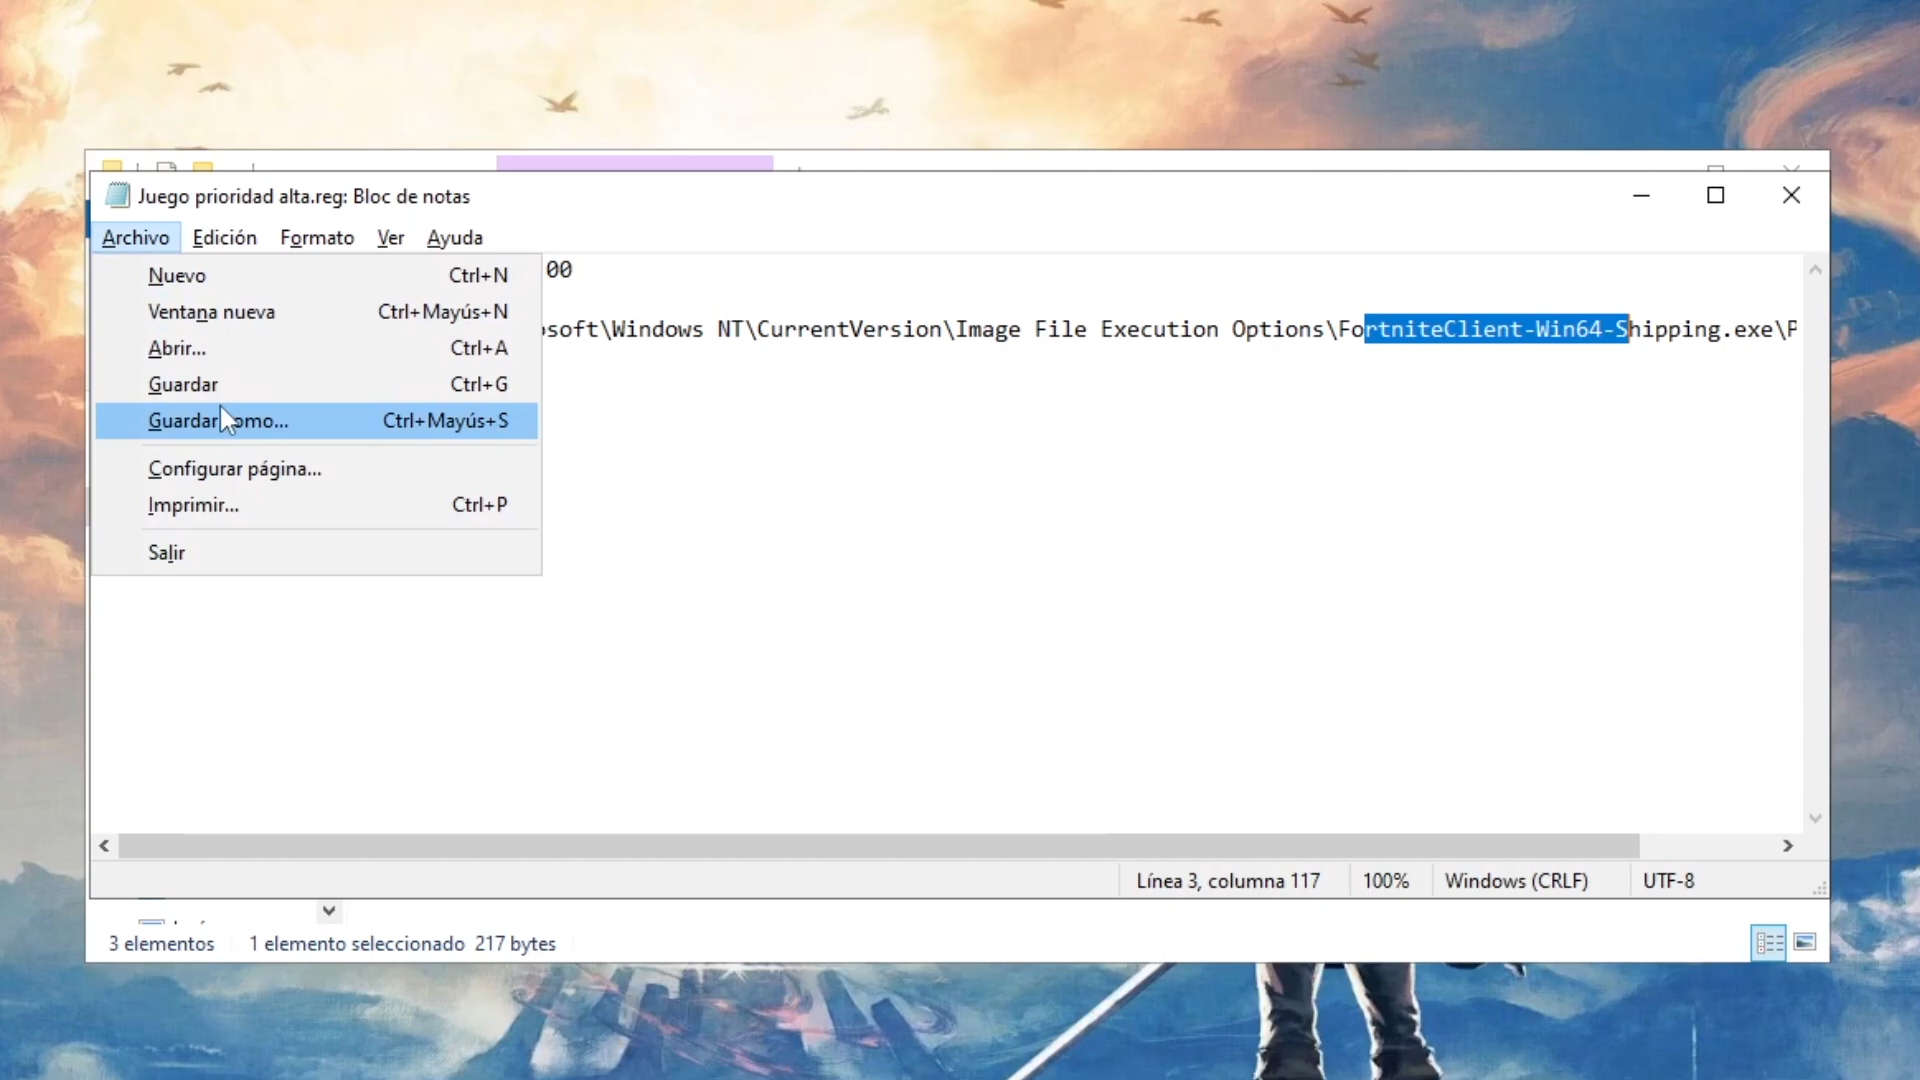 Juego prioridad alta.reg: Bloc de notas
Archivo Edición Formato Ver Ayuda
Nuevo Ctrl+N
00
Ventana nueva Ctrl+Mayús+N
osoft\Windows NT\CurrentVersion\Image File Execution Options\FortniteClient-Win64-Shipping.exe\P
Abrir... Ctrl+A
Guardar Ctrl+G
Guardar como... Ctrl+Mayús+S
Configurar página...
Imprimir... Ctrl+P
Salir
Línea 3, columna 117 100% Windows (CRLF) UTF-8
3 elementos 1 elemento seleccionado 217 bytes